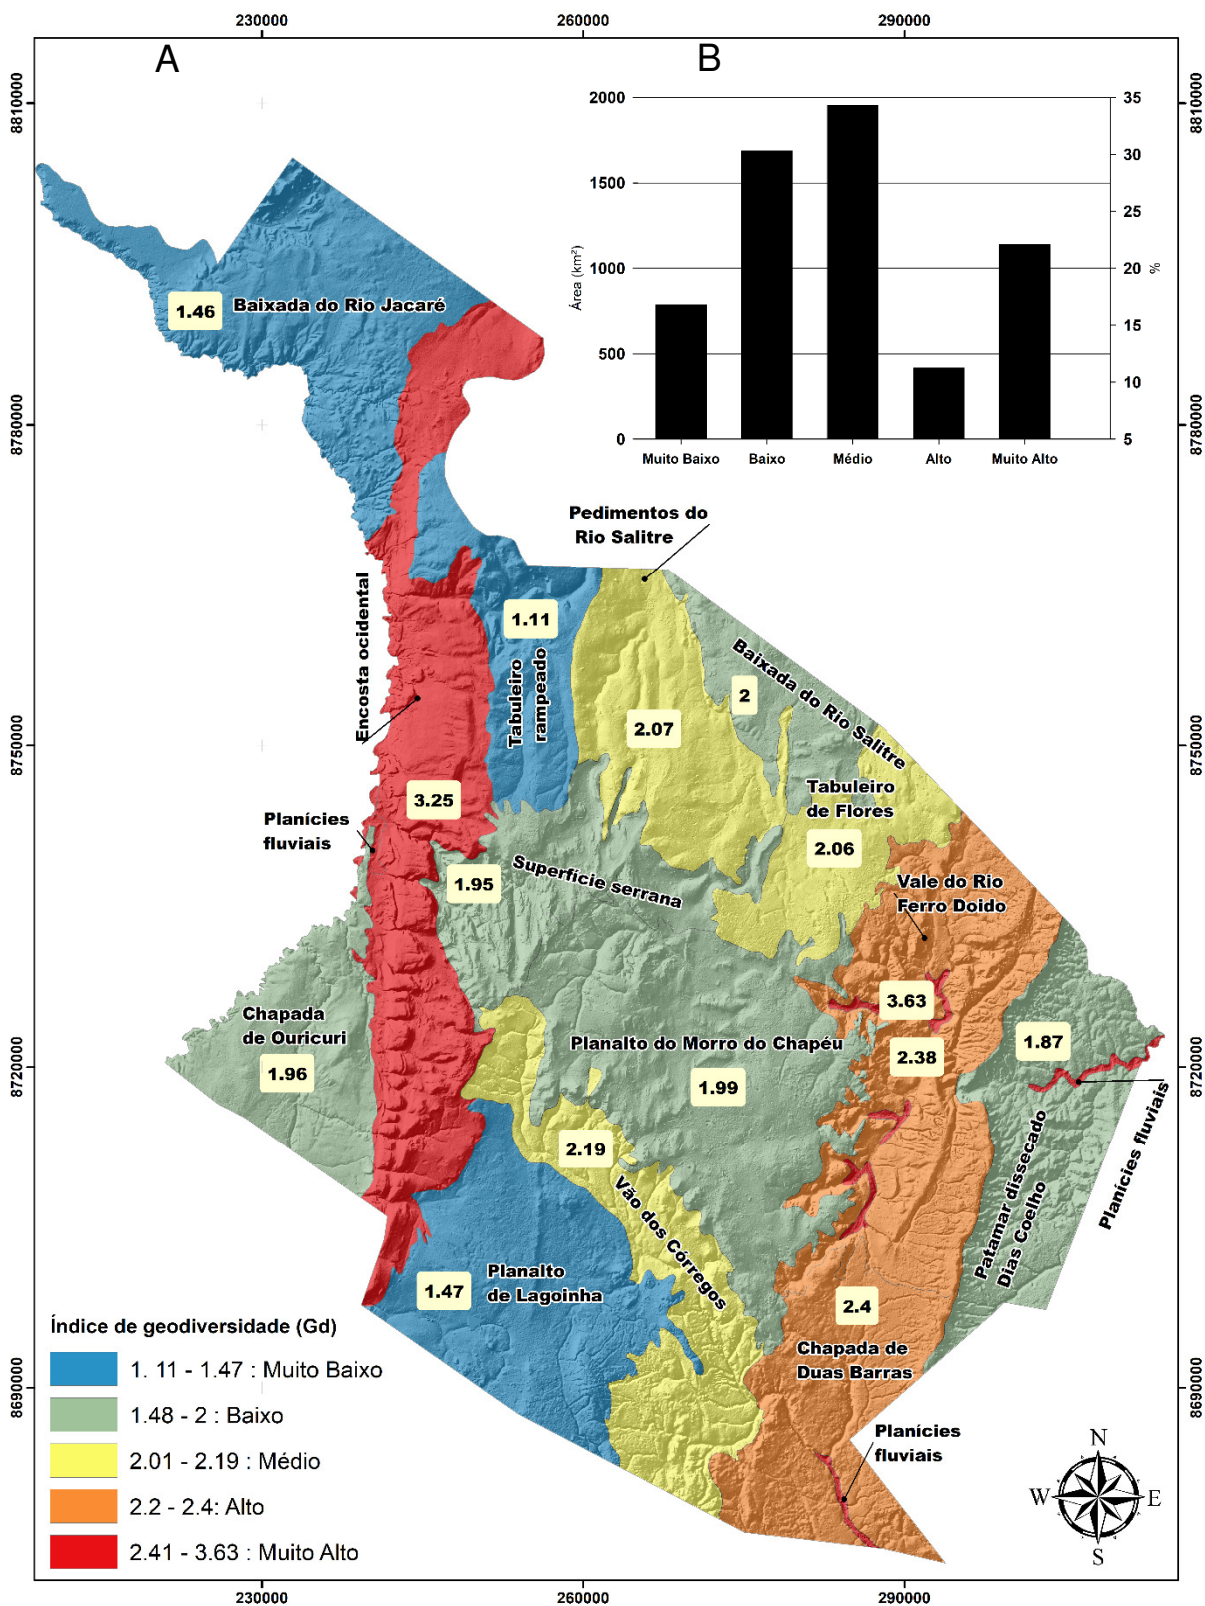 230000
260000
290000
A
B
8810000
8780000
8750000
8720000
8690000
8810000
8780000
8750000
8720000
8690000
2000
1500
1000
500
0
Área (km²)
35
30
25
20
15
10
5
%
Muito Baixo
Baixo
Médio
Alto
Muito Alto
1.46
Baixada do Rio Jacaré
Pedimentos do
Rio Salitre
Encosta ocidental
1.11
Tabuleiro
rampeado
2
Baixada do Rio Salitre
2.07
3.25
Tabuleiro
de Flores
2.06
Planícies
fluviais
1.95
Superfície serrana
Vale do Rio
Ferro Doido
3.63
Chapada
de Ouricuri
1.96
Planalto do Morro do Chapéu
1.99
2.38
1.87
2.19
Vão dos Córregos
Patamar dissecado
Dias Coelho
Planícies fluviais
Planalto
de Lagoinha
1.47
2.4
Chapada de
Duas Barras
Planícies
fluviais
Índice de geodiversidade (Gd)
1. 11 - 1.47 : Muito Baixo
1.48 - 2 : Baixo
2.01 - 2.19 : Médio
2.2 - 2.4: Alto
2.41 - 3.63 : Muito Alto
N
W
E
S
230000
260000
290000